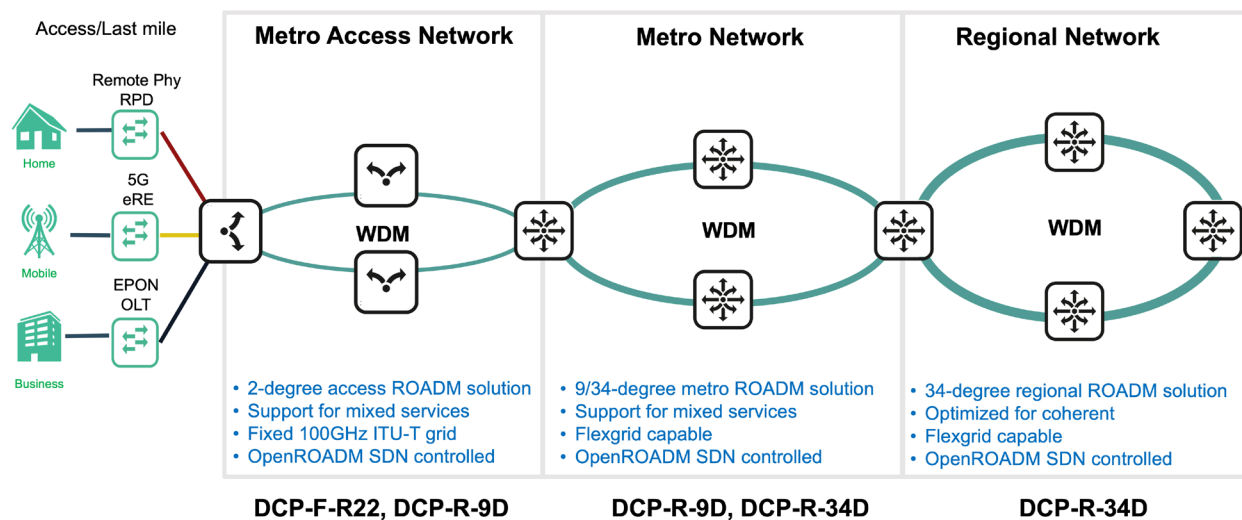 Access/Last mile
Metro Access Network
Metro Network
Regional Network
Remote Phy
RPD
Home
5G
eRE
Mobile
EPON
OLT
Business
WDM
WDM
WDM
• 2-degree access ROADM solution
• Support for mixed services
• Fixed 100GHz ITU-T grid
• OpenROADM SDN controlled
• 9/34-degree metro ROADM solution
• Support for mixed services
• Flexgrid capable
• OpenROADM SDN controlled
• 34-degree regional ROADM solution
• Optimized for coherent
• Flexgrid capable
• OpenROADM SDN controlled
DCP-F-R22, DCP-R-9D
DCP-R-9D, DCP-R-34D
DCP-R-34D